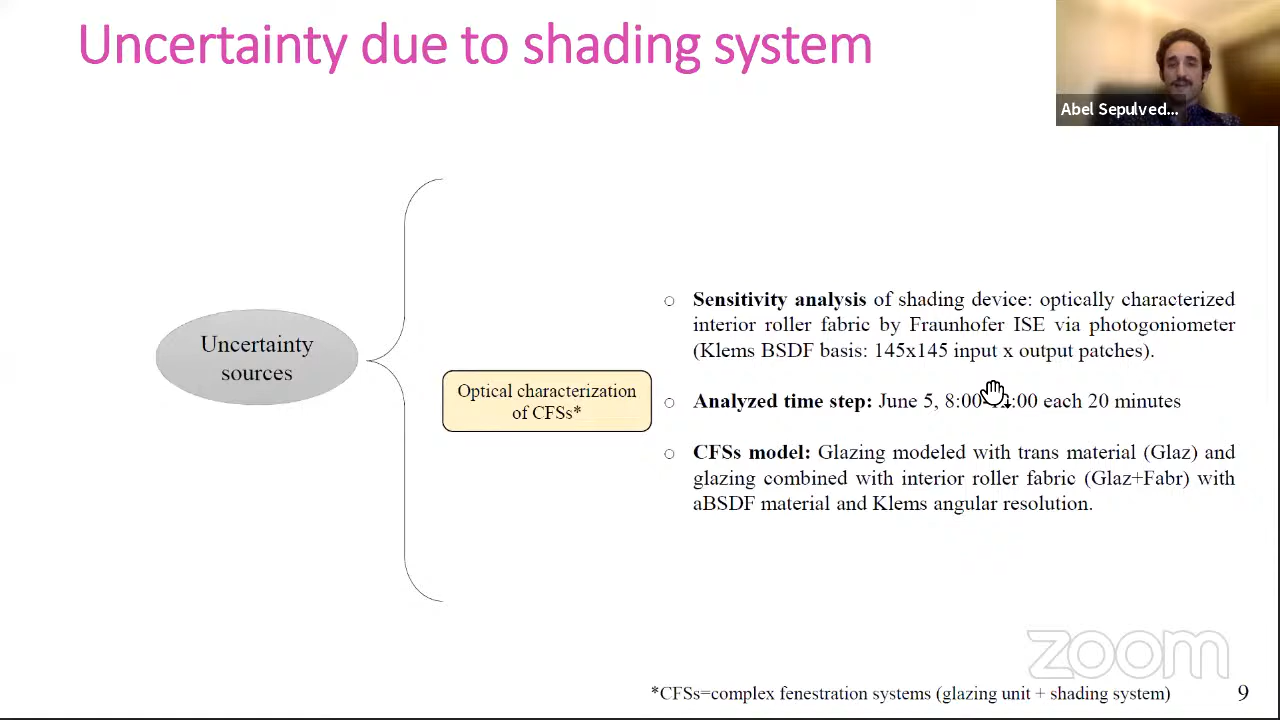 Uncertainty due to shading system
Abel Sepulved...
Uncertainty
sources
Optical characterization
of CFSs*
○ Sensitivity analysis of shading device: optically characterized
interior roller fabric by Fraunhofer ISE via photogoniometer
(Klems BSDF basis: 145x145 input x output patches).
○ Analyzed time step: June 5, 8:00 each 20 minutes
○ CFSs model: Glazing modeled with trans material (Glaz) and
glazing combined with interior roller fabric (Glaz+Fabr) with
aBSDF material and Klems angular resolution.
zoom
*CFSs=complex fenestration systems (glazing unit + shading system)
9